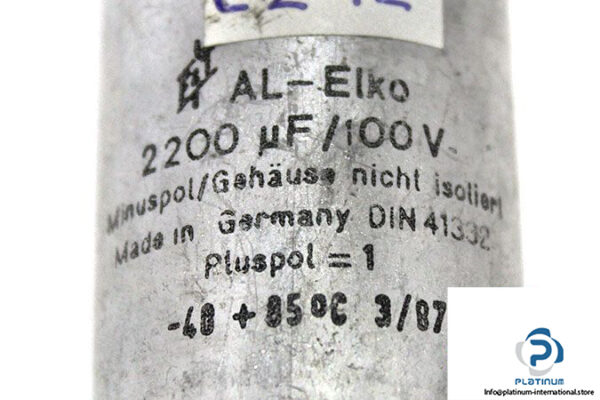 AL-Elko
2200 µF/100 V-
Minuspol/Gehäuse nicht isoliert
Made in Germany DIN 41332
Pluspol = 1
-40 +85°C 3/87
PLATINUM
http://platinum-international.store